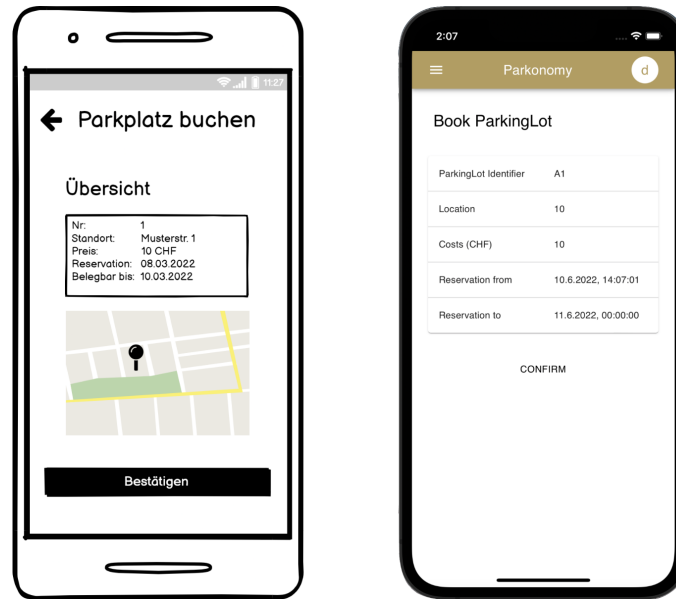 11:27
Parkplatz buchen
Übersicht
Nr: 1
Standort: Musterstr. 1
Preis: 10 CHF
Reservation: 08.03.2022
Belegbar bis: 10.03.2022
Bestätigen
2:07
Parkonomy d
Book ParkingLot
ParkingLot Identifier A1
Location 10
Costs (CHF) 10
Reservation from 10.6.2022, 14:07:01
Reservation to 11.6.2022, 00:00:00
CONFIRM